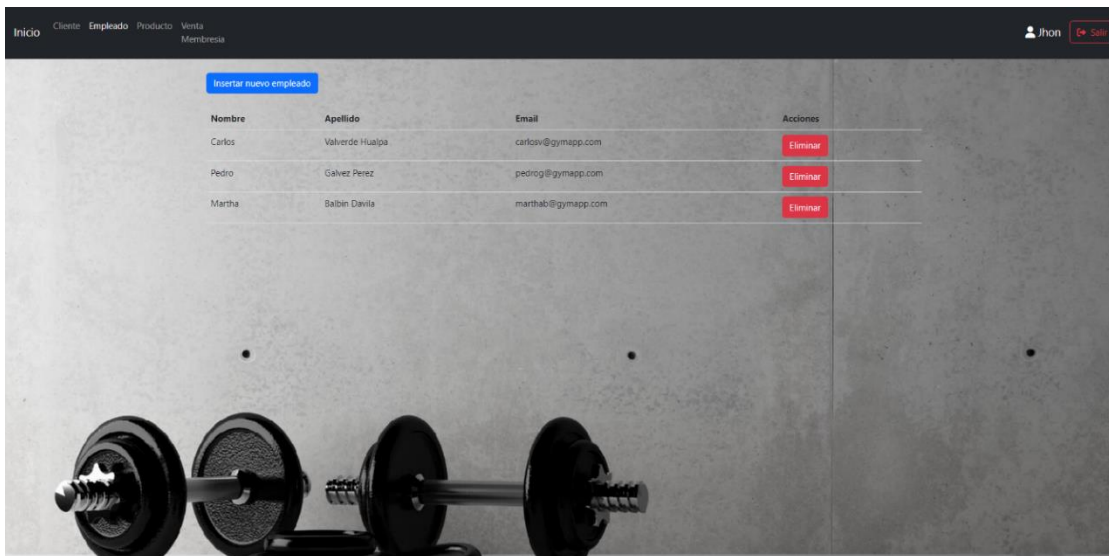 Inicio Cliente Empleado Producto Venta
Membresia
Jhon Salir
Insertar nuevo empleado
Nombre Apellido Email Acciones
Carlos Valverde Hualpa carlosv@gymapp.com Eliminar
Pedro Galvez Perez pedrog@gymapp.com Eliminar
Martha Balbin Davila marthab@gymapp.com Eliminar